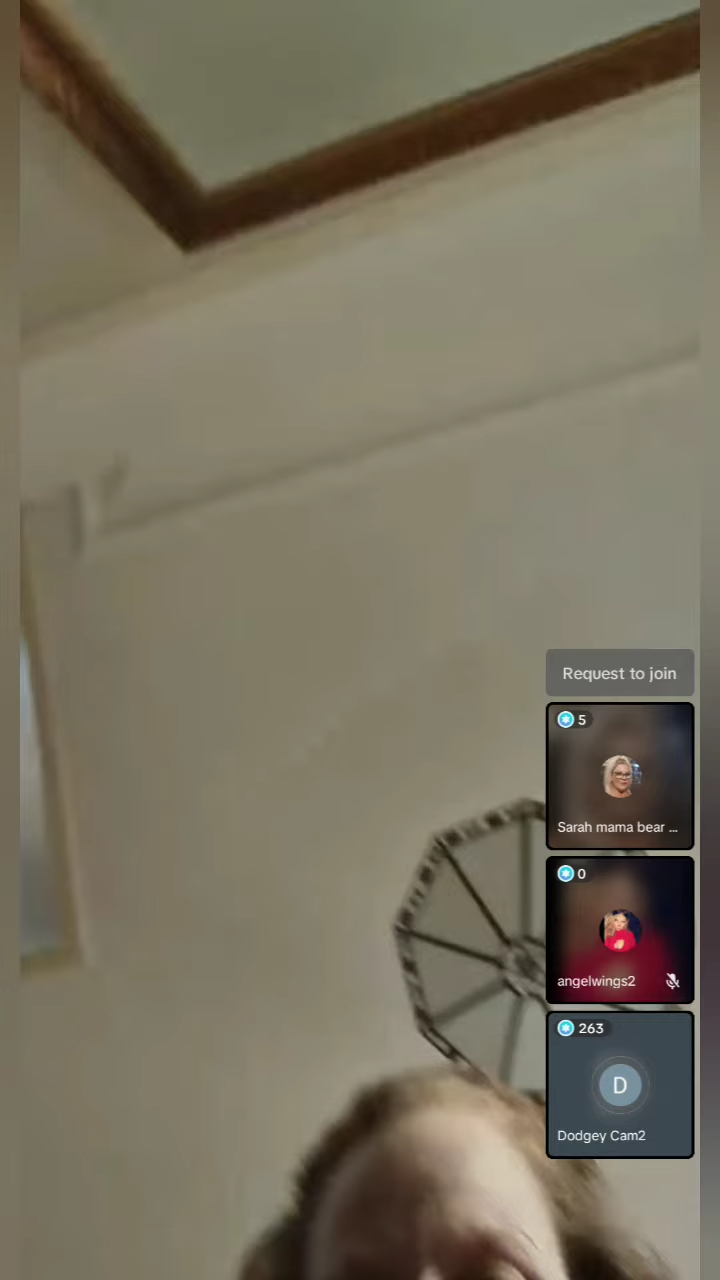 Request to join
5
Sarah mama bear ...
0
angelwings2
263
D
Dodgey Cam2